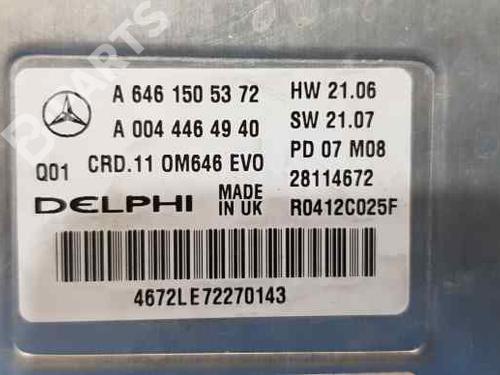 B PARTS
A 646 150 53 72 HW 21.06
A 004 446 49 40 SW 21.07
Q01 CRD.11 OM646 EVO PD 07 M08
28114672
DELPHI MADE IN UK R0412C025F
4672LE72270143